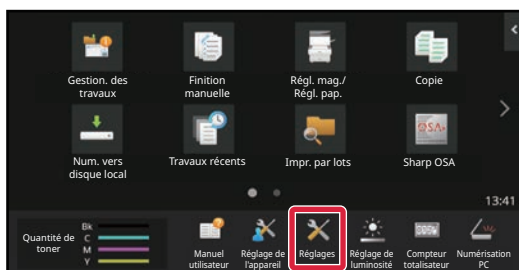 Gestion. des
travaux
Finition
manuelle
Régl. mag./
Régl. pap.
Copie
Num. vers
disque local
Travaux récents
Impr. par lots
Sharp OSA
OSA
13:41
Quantité de
toner
Bk
C
M
Y
Manuel
utilisateur
Réglage de
l'appareil
Réglages
Réglage de
luminosité
Compteur
totalisateur
Numérisation
PC